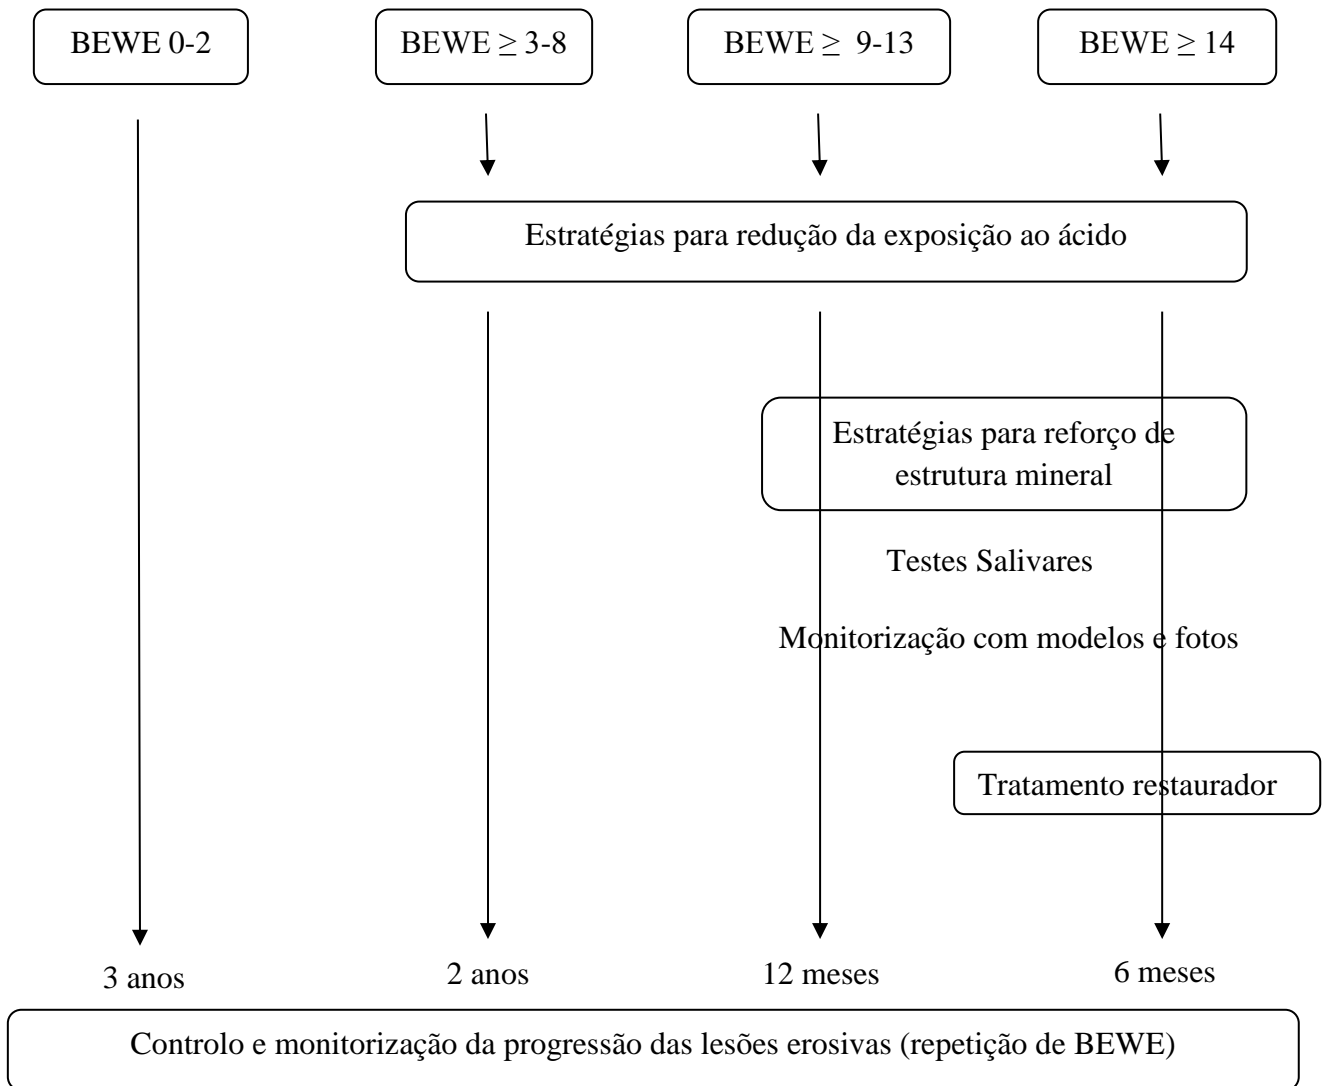 BEWE 0-2
BEWE ≥ 3-8
BEWE ≥ 9-13
BEWE ≥ 14
Estratégias para redução da exposição ao ácido
Estratégias para reforço de
estrutura mineral
Testes Salivares
Monitorização com modelos e fotos
Tratamento restaurador
3 anos
2 anos
12 meses
6 meses
Controlo e monitorização da progressão das lesões erosivas (repetição de BEWE)